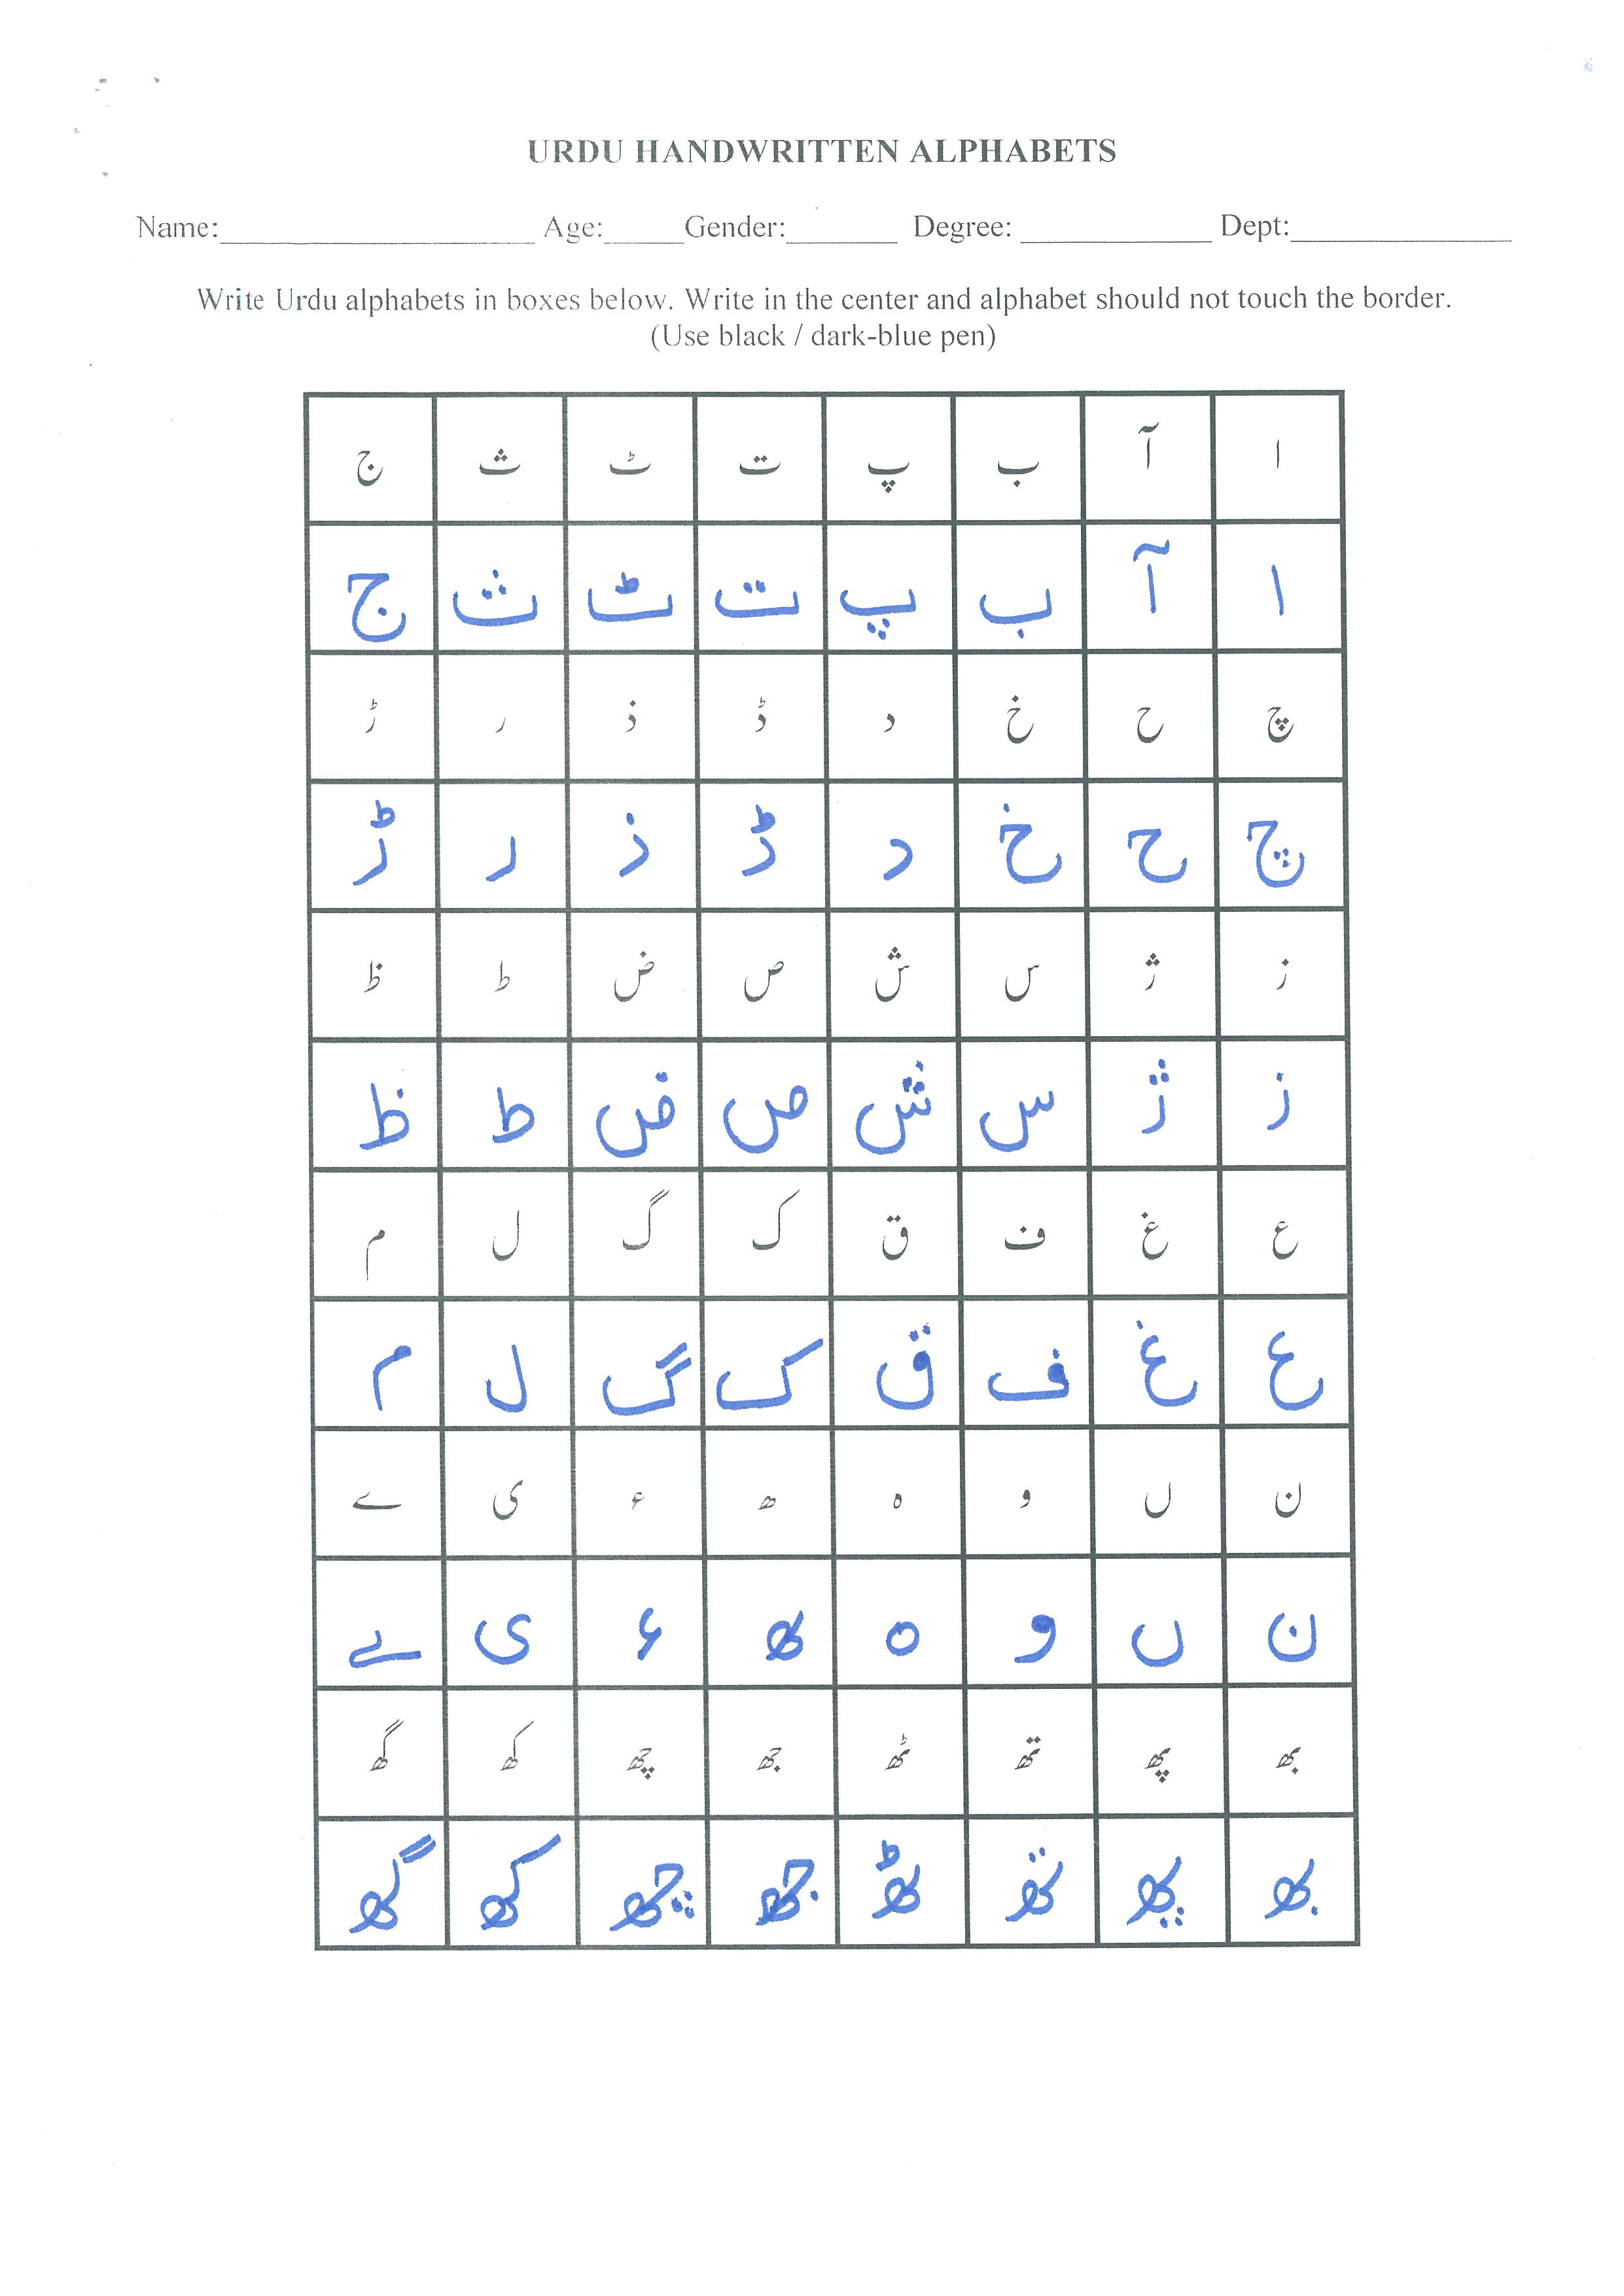 URDU HANDWRITTEN ALPHABETS
Name:____________________ Age:_____Gender:_______ Degree: ____________ Dept:______________
Write Urdu alphabets in boxes below. Write in the center and alphabet should not touch the border.
(Use black / dark-blue pen)
ا آ ب پ ت ٹ ث ج
ا آ ب پ ت ٹ ث ج
چ ح خ د ڈ ذ ر ڑ
چ ح خ د ڈ ذ ر ڑ
ز ژ س ش ص ض ط ظ
ز ژ س ش ص ض ط ظ
ع غ ف ق ک گ ل م
ع غ ف ق ک گ ل م
ن ں و ہ ھ ء ی ے
ن ں و ہ ھ ء ی ے
بھ پھ تھ ٹھ جھ چھ کھ گھ
بھ پھ تھ ٹھ جھ چھ کھ گھ